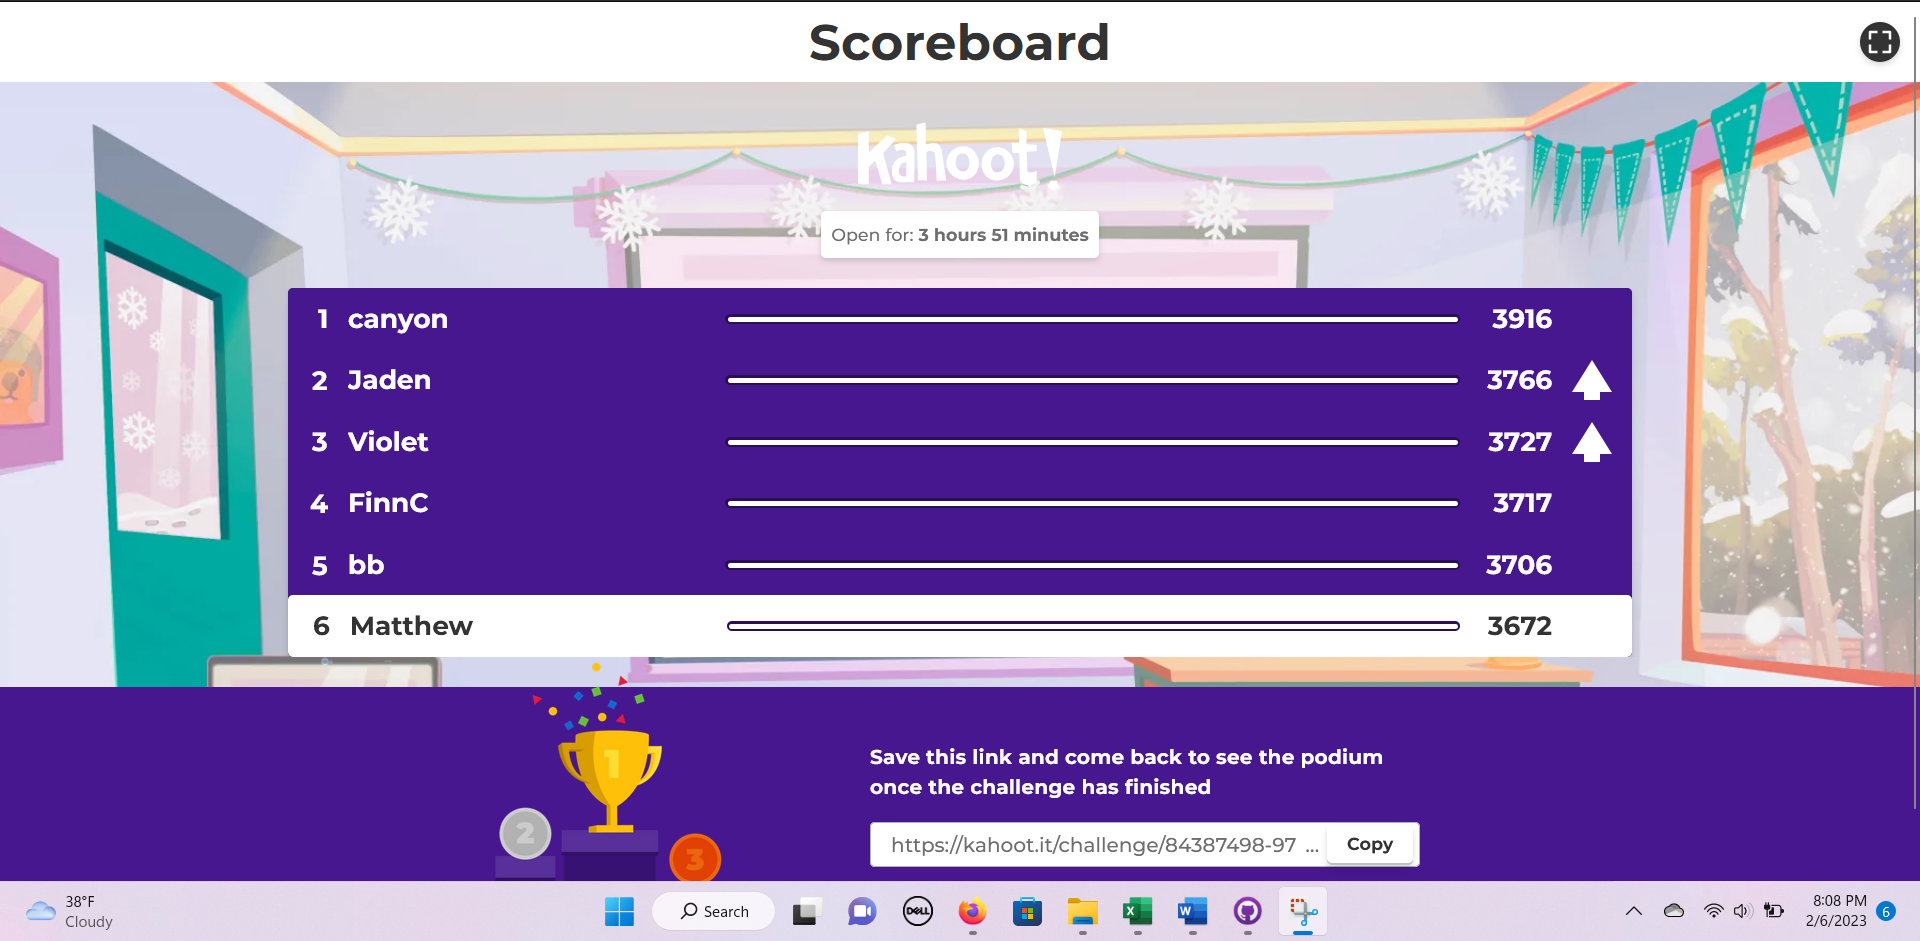 Scoreboard
Kahoot!
Open for: 3 hours 51 minutes
1 canyon 3916
2 Jaden 3766
3 Violet 3727
4 FinnC 3717
5 bb 3706
6 Matthew 3672
1
2
3
Save this link and come back to see the podium
once the challenge has finished
https://kahoot.it/challenge/84387498-97 ... Copy
38°F
Cloudy
Search
DELL
X
W
8:08 PM
2/6/2023
6